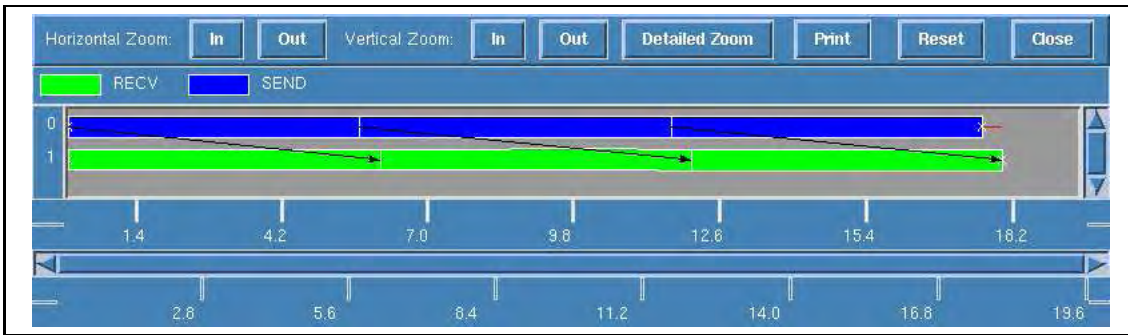 Horizontal Zoom: In Out Vertical Zoom: In Out Detailed Zoom Print Reset Close
RECV SEND
0
1
1.4 4.2 7.0 9.8 12.6 15.4 18.2
2.8 5.6 8.4 11.2 14.0 16.8 19.6